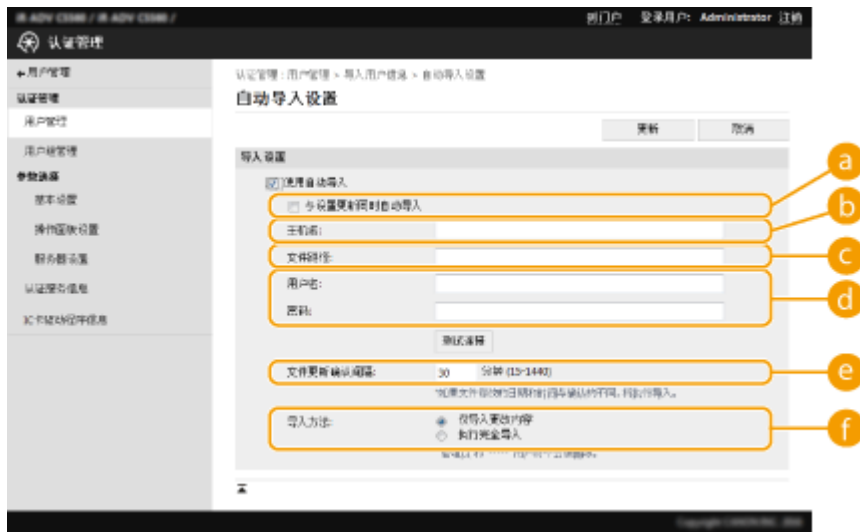 到门户 登录用户: Administrator 注销
认证管理
用户管理
认证管理
用户管理
用户组管理
参数选择
基本设置
操作面板设置
服务器设置
认证服务信息
IC卡驱动程序信息
认证管理 : 用户管理 > 导入用户信息 > 自动导入设置
自动导入设置
更新 取消
导入设置
使用自动导入
与设置更新同时自动导入
a
主机名:
b
文件路径:
c
用户名:
密码:
d
测试连接
文件更新确认间隔: 30 分钟 (15-1440)
e
导入方法: 仅导入更改内容
执行完全导入
f